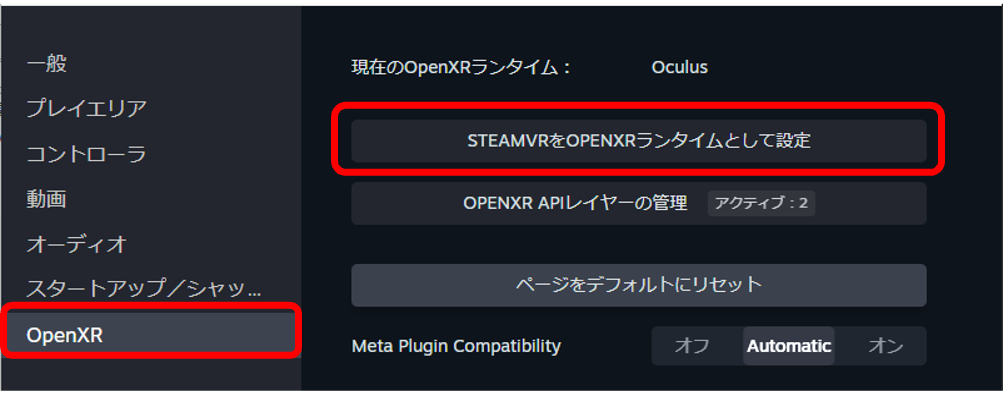 一般
プレイエリア
コントローラ
動画
オーディオ
スタートアップ／シャッ...
OpenXR
現在のOpenXRランタイム： Oculus
STEAMVRをOPENXRランタイムとして設定
OPENXR APIレイヤーの管理 アクティブ：2
ページをデフォルトにリセット
Meta Plugin Compatibility オフ Automatic オン